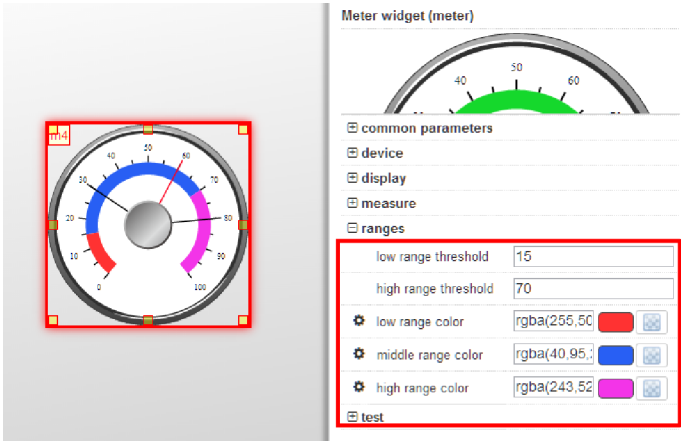 Meter widget (meter)
40
50
60
common parameters
device
display
measure
ranges
low range threshold 15
high range threshold 70
low range color rgba(255,50
middle range color rgba(40,95,
high range color rgba(243,52
test
m4
0
10
20
30
40
50
60
70
80
100